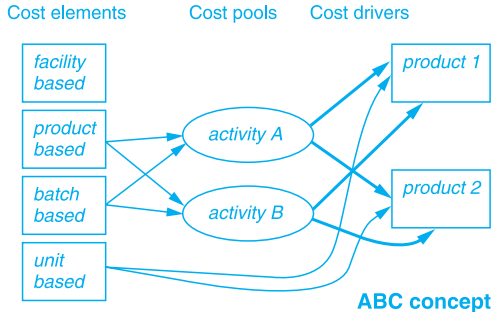 Cost elements Cost pools Cost drivers
facility
based
product
based
batch
based
unit
based
activity A
activity B
product 1
product 2
ABC concept